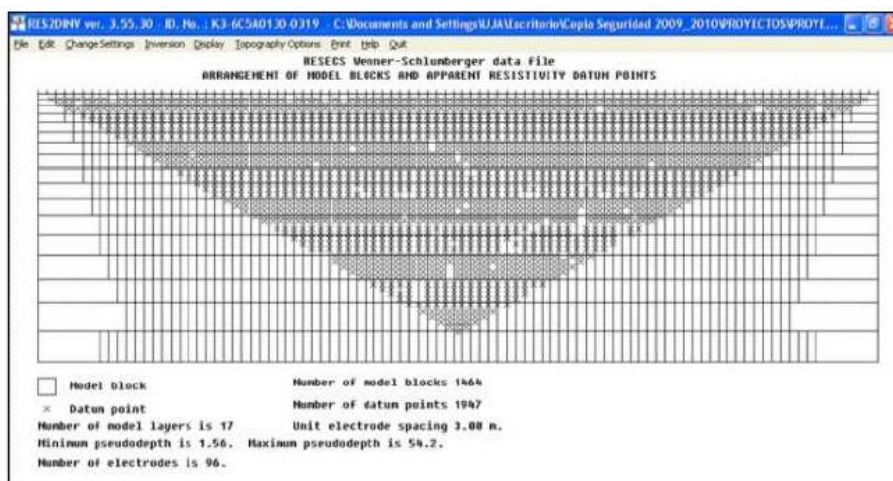 RES2DINV ver. 3.55.30 - ID. No. : K3-6C5A0130-0319 - C:\Documents and Settings\UJA\Escritorio\Copia Seguridad 2009_2010\PROYECTOS\PROYE...
File Edit Change Settings Inversion Display Topography Options Print Help Quit
RESECS Wenner-Schlumberger data file
ARRANGEMENT OF MODEL BLOCKS AND APPARENT RESISTIVITY DATUM POINTS
Model block Number of model blocks 1464
Datum point Number of datum points 1947
Number of model layers is 17 Unit electrode spacing 3.00 m.
Minimum pseudodepth is 1.56. Maximum pseudodepth is 54.2.
Number of electrodes is 96.